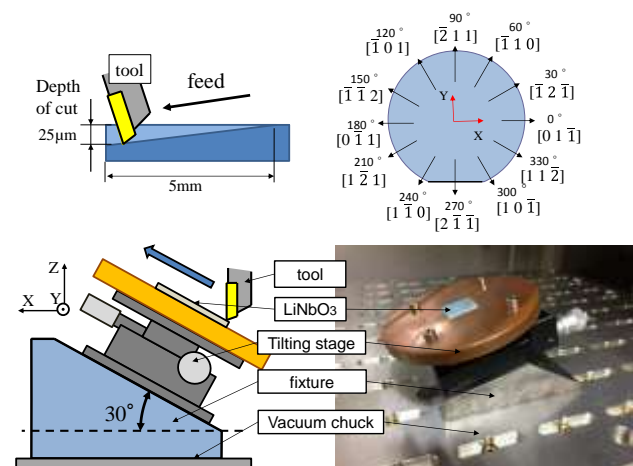 tool
feed
Depth
of cut
25μm
5mm
90°
[2̅ 1 1]
120°
[1̅ 0 1]
60°
[1̅ 1 0]
150°
[1̅ 1̅ 2]
30°
[1̅ 2 1̅]
Y
X
180°
[0 1̅ 1]
0°
[0 1 1̅]
210°
[1 2̅ 1]
330°
[1 1 2̅]
240°
[1 1̅ 0]
270°
[2 1̅ 1̅]
300°
[1 0 1̅]
Z
X
Y
tool
LiNbO3
Tilting stage
fixture
30°
Vacuum chuck